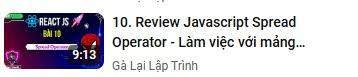 REACT JS
BÀI 10
Spread Operator
9:13
10. Review Javascript Spread
Operator - Làm việc với mảng…
Gà Lại Lập Trình